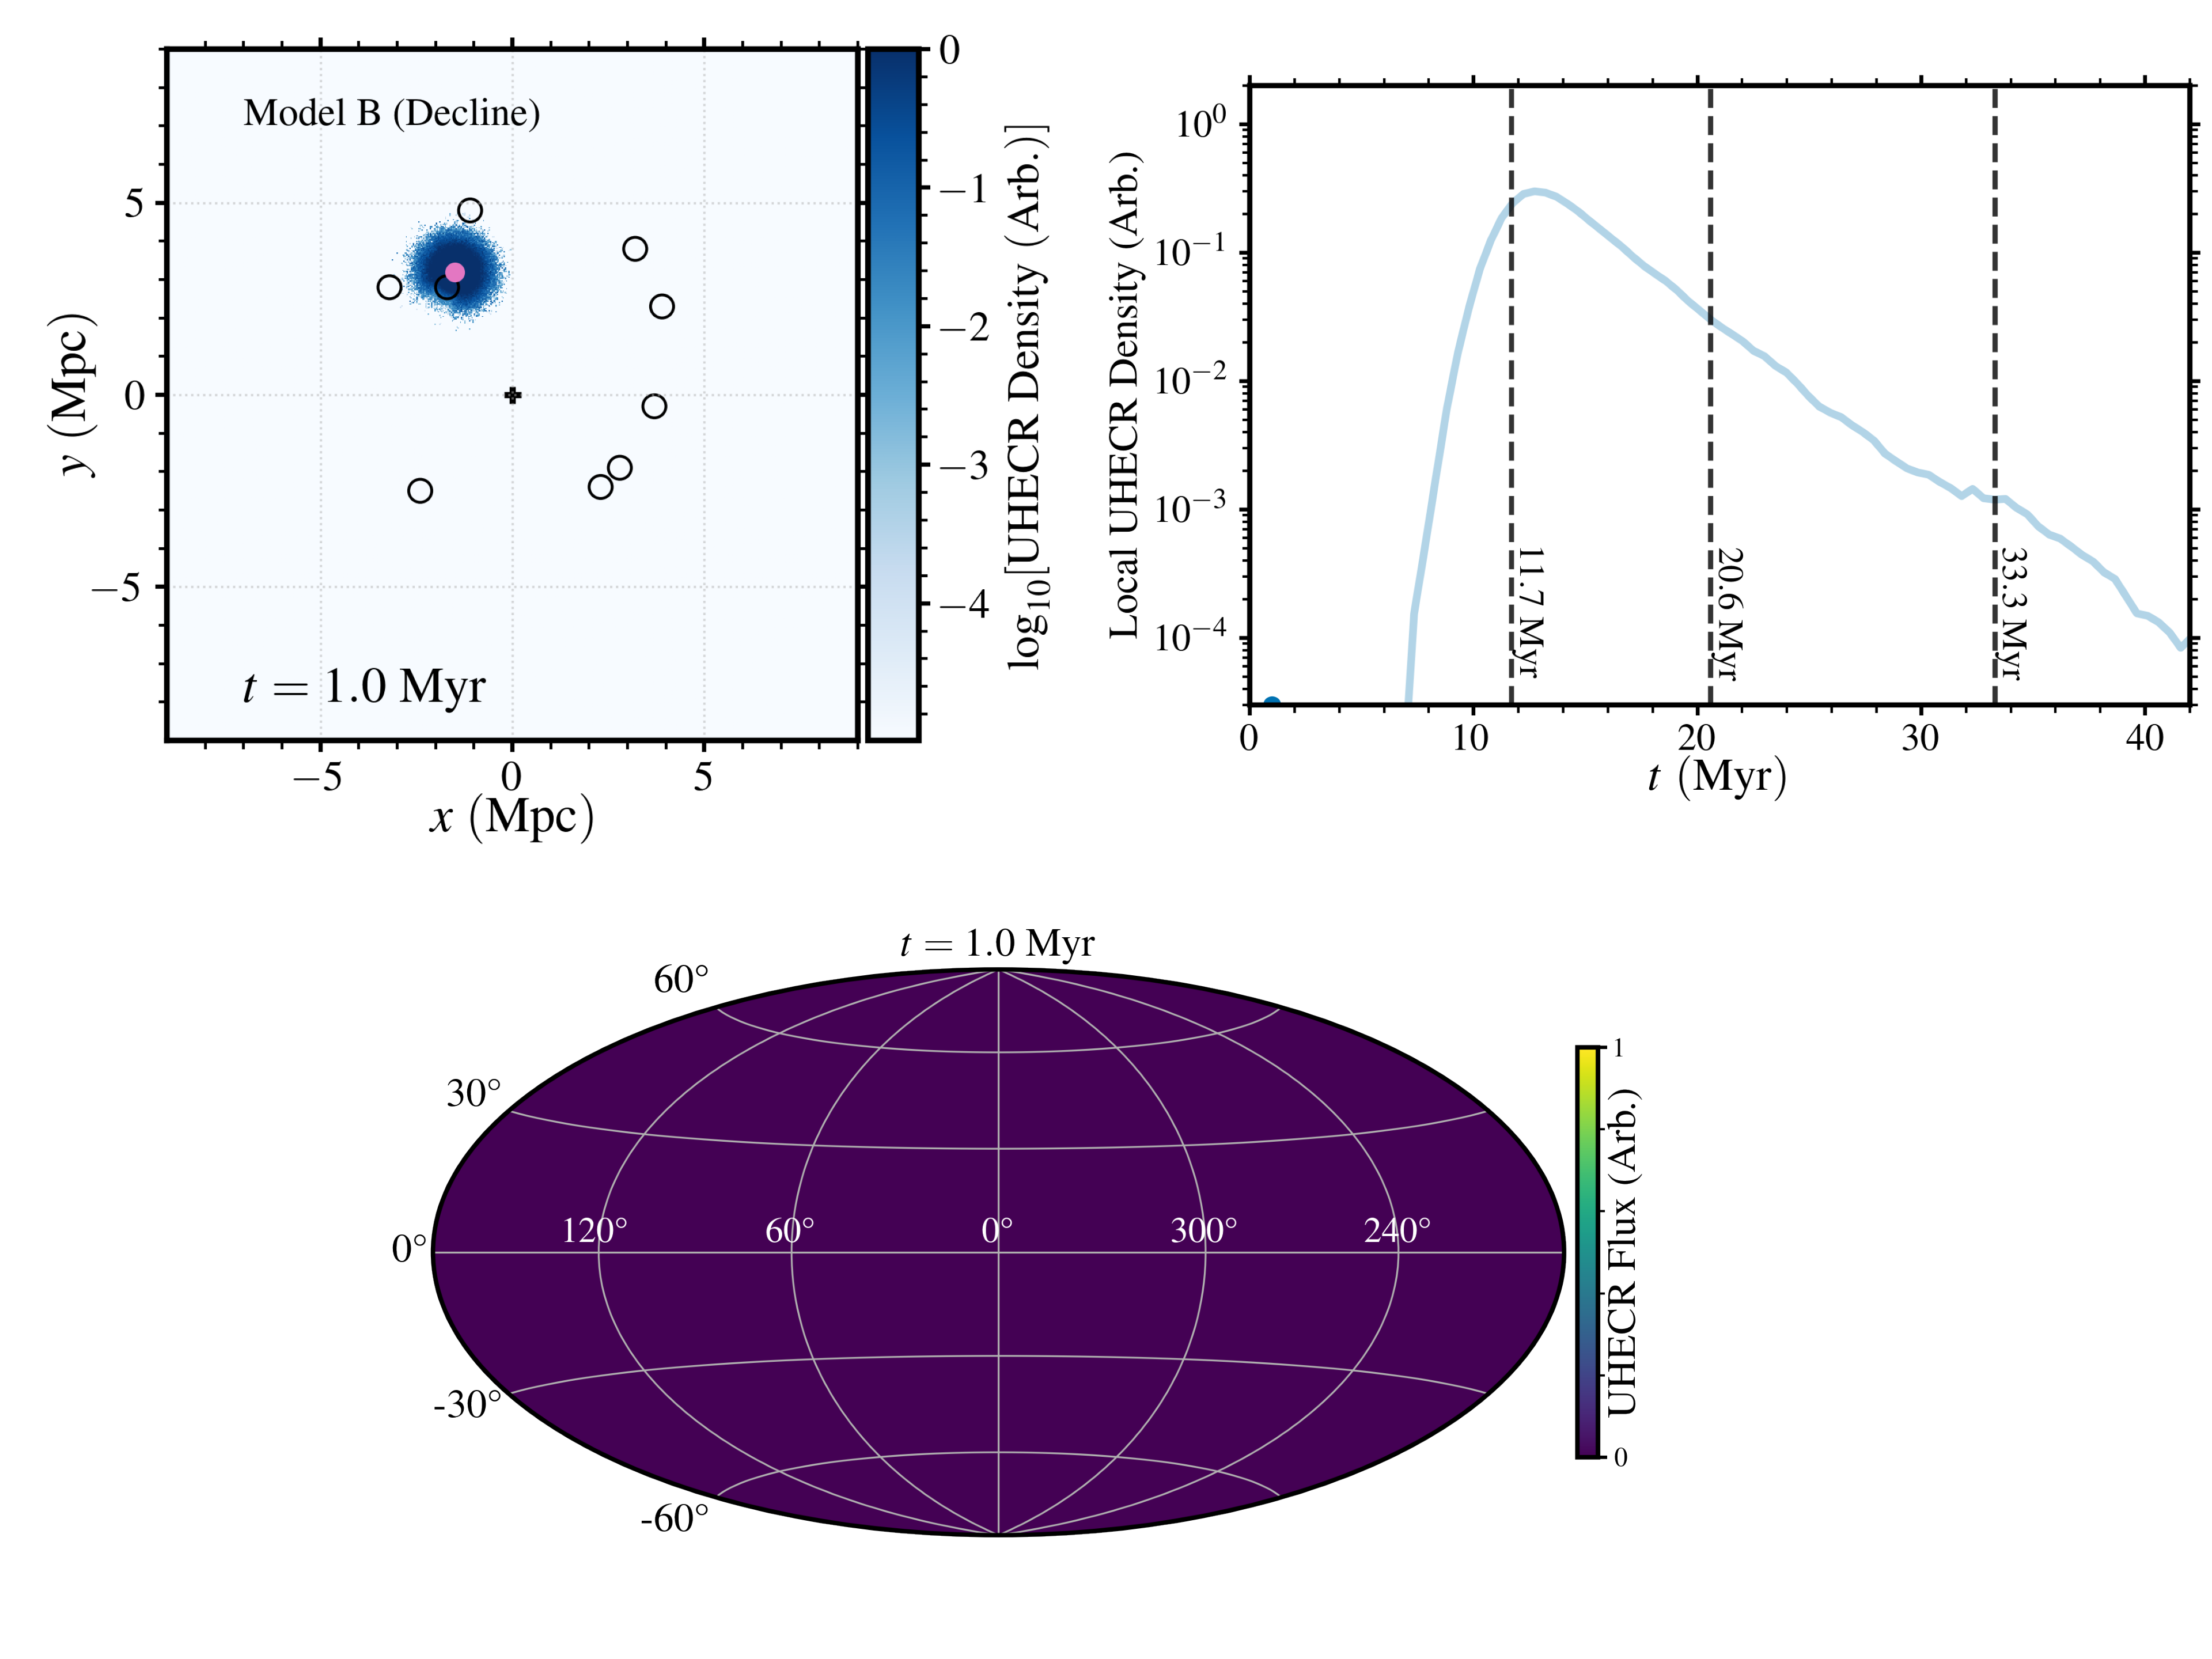 Model B (Decline)
t = 1.0 Myr
5
0
−5
y (Mpc)
−5
0
5
x (Mpc)
0
−1
−2
−3
−4
log₁₀[UHECR Density (Arb.)]
10⁰
10⁻¹
10⁻²
10⁻³
10⁻⁴
Local UHECR Density (Arb.)
11.7 Myr
20.6 Myr
33.3 Myr
0
10
20
30
40
t (Myr)
t = 1.0 Myr
60°
30°
0°
-30°
-60°
120°
60°
0°
300°
240°
1
0
UHECR Flux (Arb.)